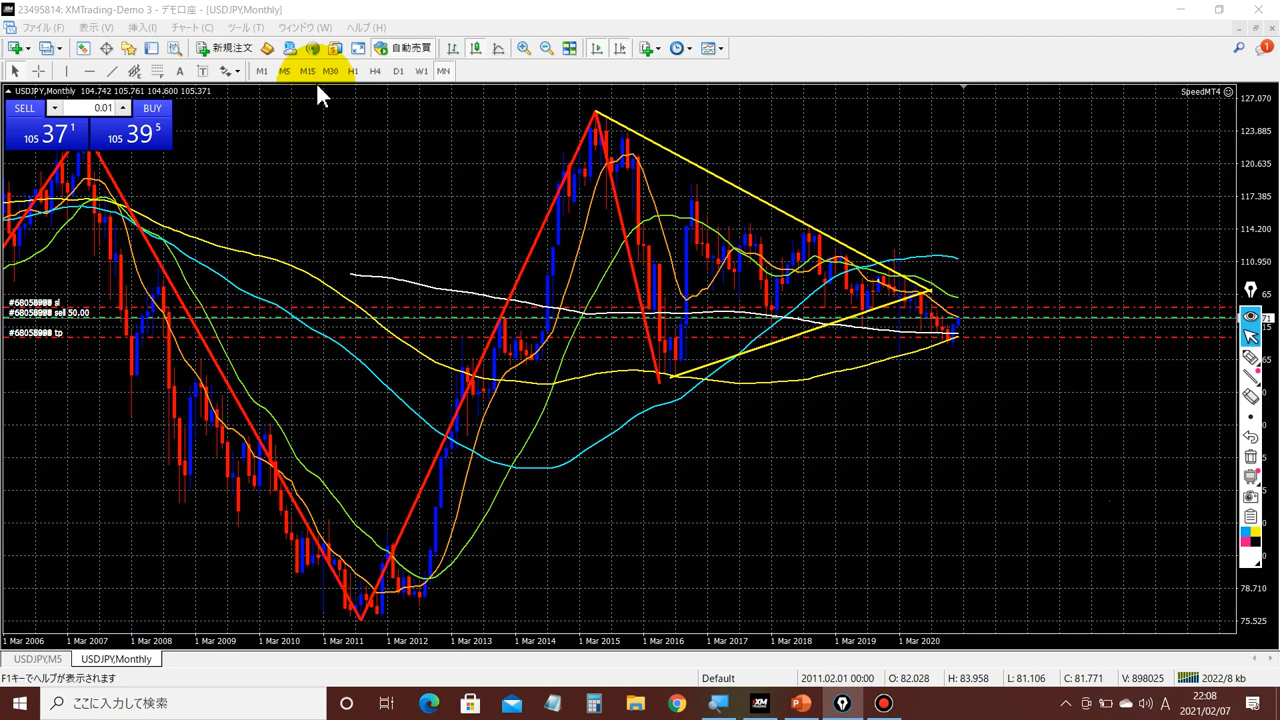 23495814: XMTrading-Demo 3 - デモ口座 - [USDJPY,Monthly]
ファイル (F) 表示 (V) 挿入(I) チャート (C) ツール (T) ウィンドウ (W) ヘルプ (H)
新規注文 自動売買
M1 M5 M15 M30 H1 H4 D1 W1 MN
USDJPY,Monthly 104.742 105.761 104.600 105.371
SpeedMT4
SELL 0.01 BUY
105 37 1 105 39 5
127.070
123.885
120.635
117.385
114.200
110.950
#68058998 sl
#68058998 sell 50.00
#68058998 tp
78.710
75.525
1 Mar 2006 1 Mar 2007 1 Mar 2008 1 Mar 2009 1 Mar 2010 1 Mar 2011 1 Mar 2012 1 Mar 2013 1 Mar 2014 1 Mar 2015 1 Mar 2016 1 Mar 2017 1 Mar 2018 1 Mar 2019 1 Mar 2020
USDJPY,M5 USDJPY,Monthly
F1キーでヘルプが表示されます Default 2011.02.01 00:00 O: 82.028 H: 83.958 L: 81.106 C: 81.771 V: 898025 2022/8 kb
ここに入力して検索
A
22:08
2021/02/07